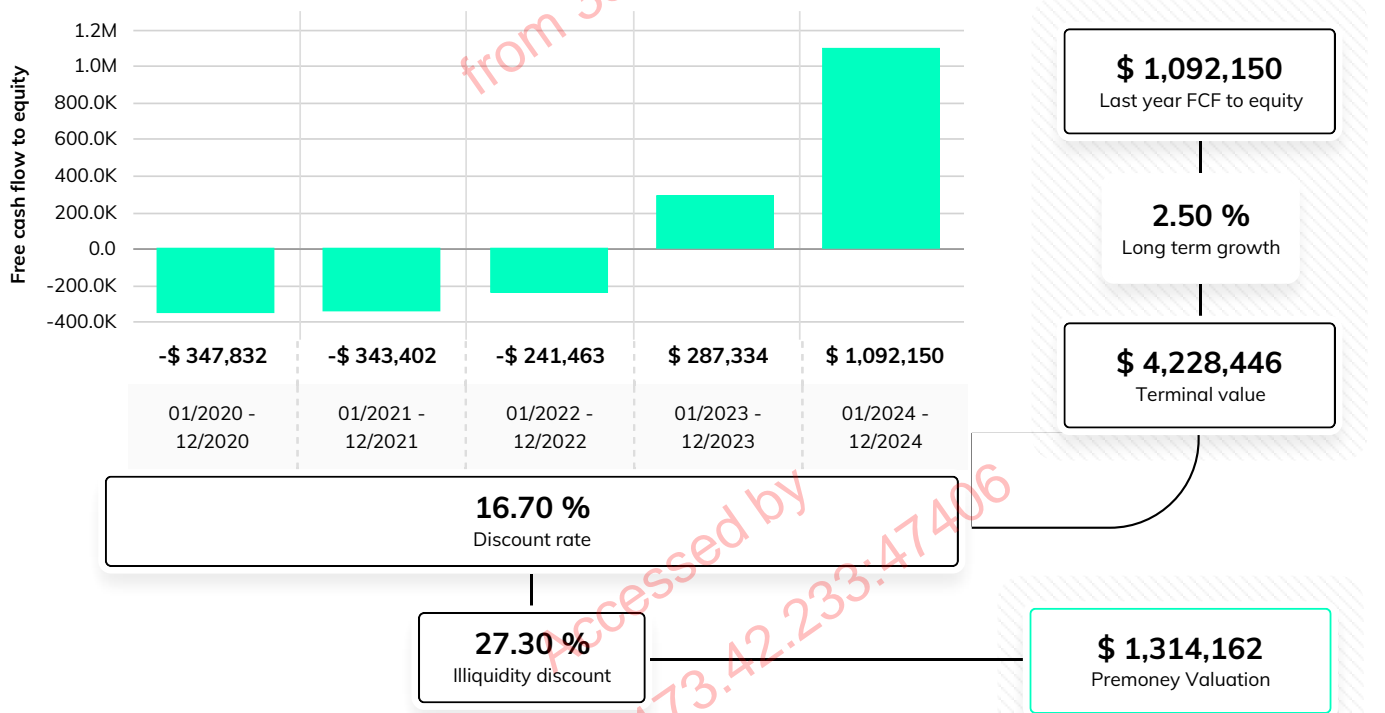 Free cash flow to equity
1.2M
1.0M
800.0K
600.0K
400.0K
200.0K
0.0
-200.0K
-400.0K
-$ 347,832 -$ 343,402 -$ 241,463 $ 287,334 $ 1,092,150
01/2020 - 01/2021 - 01/2022 - 01/2023 - 01/2024 -
12/2020 12/2021 12/2022 12/2023 12/2024
16.70 %
Discount rate
27.30 %
Illiquidity discount
$ 1,092,150
Last year FCF to equity
2.50 %
Long term growth
$ 4,228,446
Terminal value
$ 1,314,162
Premoney Valuation
Accessed by
from